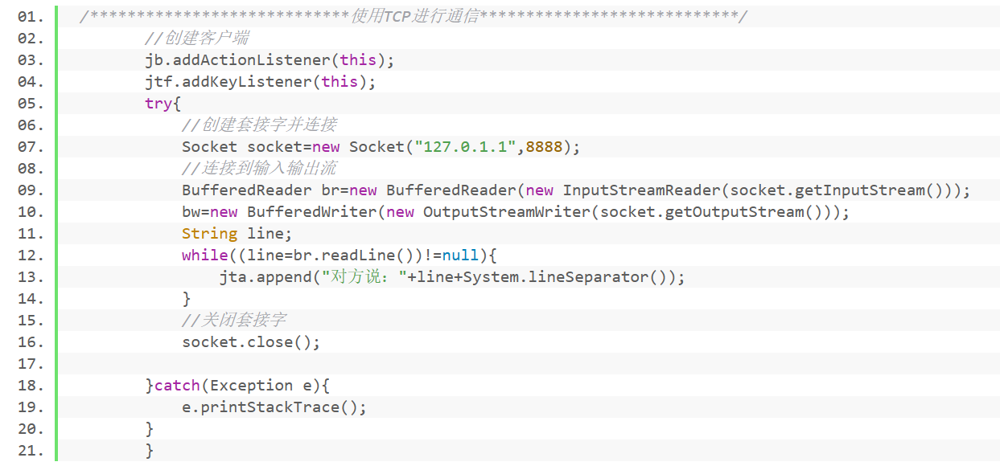 01. /****************************使用TCP进行通信****************************/
02. //创建客户端
03. jb.addActionListener(this);
04. jtf.addKeyListener(this);
05. try{
06. //创建套接字并连接
07. Socket socket=new Socket("127.0.1.1",8888);
08. //连接到输入输出流
09. BufferedReader br=new BufferedReader(new InputStreamReader(socket.getInputStream()));
10. bw=new BufferedWriter(new OutputStreamWriter(socket.getOutputStream()));
11. String line;
12. while((line=br.readLine())!=null){
13. jta.append("对方说："+line+System.lineSeparator());
14. }
15. //关闭套接字
16. socket.close();
17.
18. }catch(Exception e){
19. e.printStackTrace();
20. }
21. }